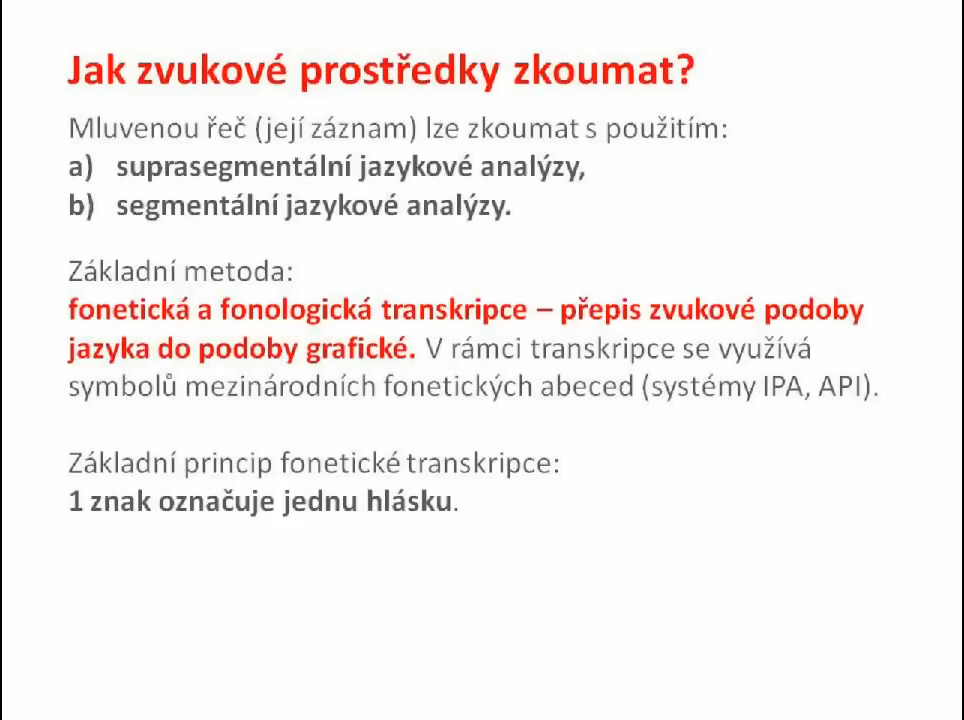 Jak zvukové prostředky zkoumat?
Mluvenou řeč (její záznam) lze zkoumat s použitím:
a) suprasegmentální jazykové analýzy,
b) segmentální jazykové analýzy.
Základní metoda:
fonetická a fonologická transkripce – přepis zvukové podoby
jazyka do podoby grafické. V rámci transkripce se využívá
symbolů mezinárodních fonetických abeced (systémy IPA, API).
Základní princip fonetické transkripce:
1 znak označuje jednu hlásku.